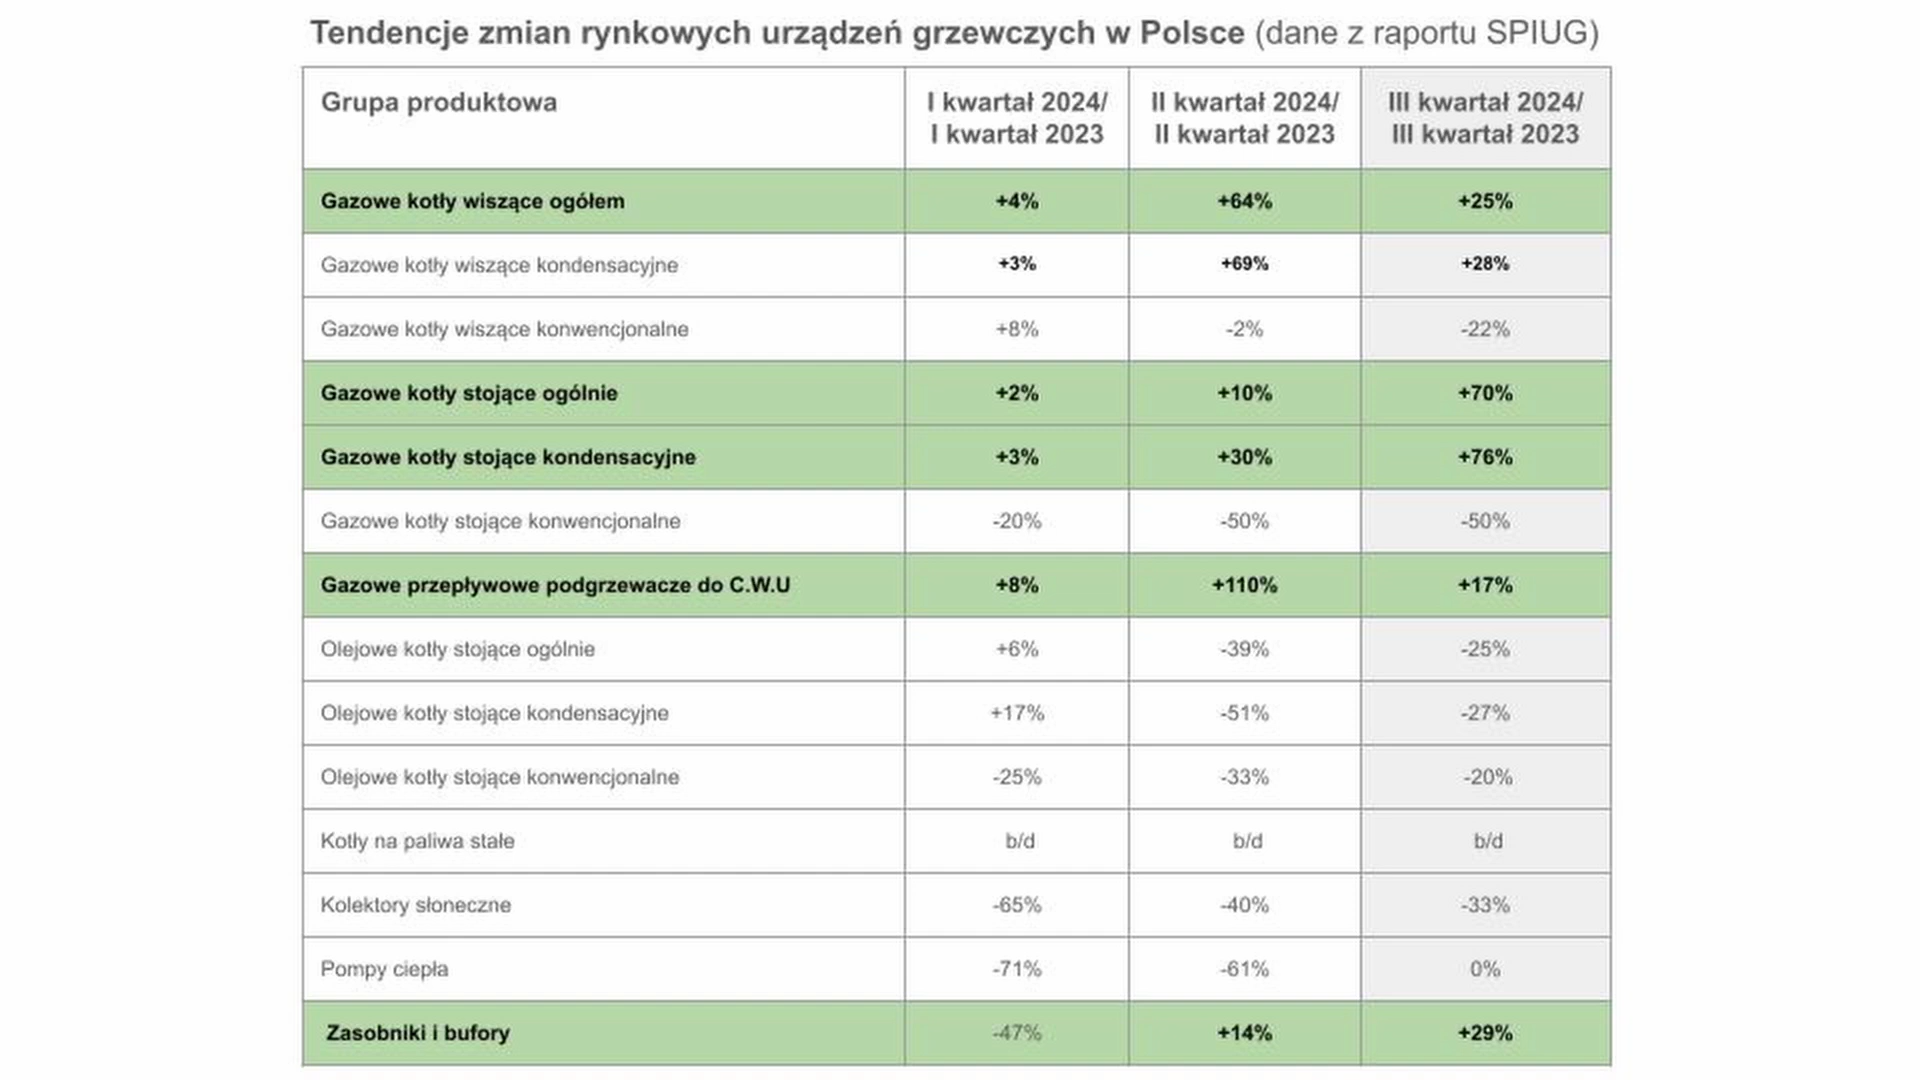 Tendencje zmian rynkowych urządzeń grzewczych w Polsce (dane z raportu SPIUG)
Grupa produktowa I kwartał 2024/ II kwartał 2024/ III kwartał 2024/
I kwartał 2023 II kwartał 2023 III kwartał 2023
Gazowe kotły wiszące ogółem +4% +64% +25%
Gazowe kotły wiszące kondensacyjne +3% +69% +28%
Gazowe kotły wiszące konwencjonalne +8% -2% -22%
Gazowe kotły stojące ogólnie +2% +10% +70%
Gazowe kotły stojące kondensacyjne +3% +30% +76%
Gazowe kotły stojące konwencjonalne -20% -50% -50%
Gazowe przepływowe podgrzewacze do C.W.U +8% +110% +17%
Olejowe kotły stojące ogólnie +6% -39% -25%
Olejowe kotły stojące kondensacyjne +17% -51% -27%
Olejowe kotły stojące konwencjonalne -25% -33% -20%
Kotły na paliwa stałe b/d b/d b/d
Kolektory słoneczne -65% -40% -33%
Pompy ciepła -71% -61% 0%
Zasobniki i bufory -47% +14% +29%